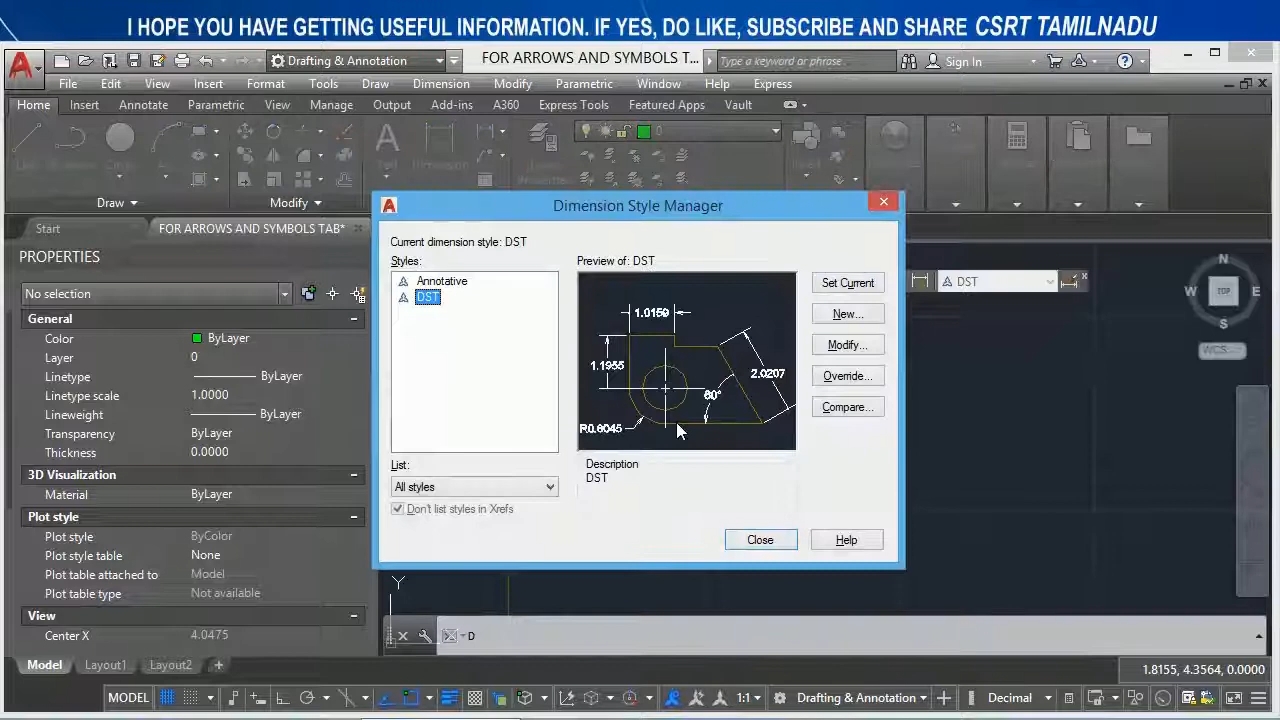 I HOPE YOU HAVE GETTING USEFUL INFORMATION. IF YES, DO LIKE, SUBSCRIBE AND SHARE CSRT TAMILNADU
Drafting & Annotation
FOR ARROWS AND SYMBOLS T...
Type a keyword or phrase
Sign In
File Edit View Insert Format Tools Draw Dimension Modify Parametric Window Help Express
Home Insert Annotate Parametric View Manage Output Add-ins A360 Express Tools Featured Apps Vault
0
Draw Modify
Start FOR ARROWS AND SYMBOLS TAB*
PROPERTIES
No selection
General
Color ByLayer
Layer 0
Linetype ByLayer
Linetype scale 1.0000
Lineweight ByLayer
Transparency ByLayer
Thickness 0.0000
3D Visualization
Material ByLayer
Plot style
Plot style ByColor
Plot style table None
Plot table attached to Model
Plot table type Not available
View
Center X 4.0475
Dimension Style Manager
Current dimension style: DST
Styles:
Annotative
DST
List:
All styles
Don't list styles in Xrefs
Preview of: DST
1.0159
1.1955
2.0207
60°
R0.8045
Description
DST
Set Current
New...
Modify...
Override...
Compare...
Close Help
DST
N
W TOP E
S
WCS
Y
D
Model Layout1 Layout2 +
1.8155, 4.3564, 0.0000
MODEL 1:1 Drafting & Annotation Decimal